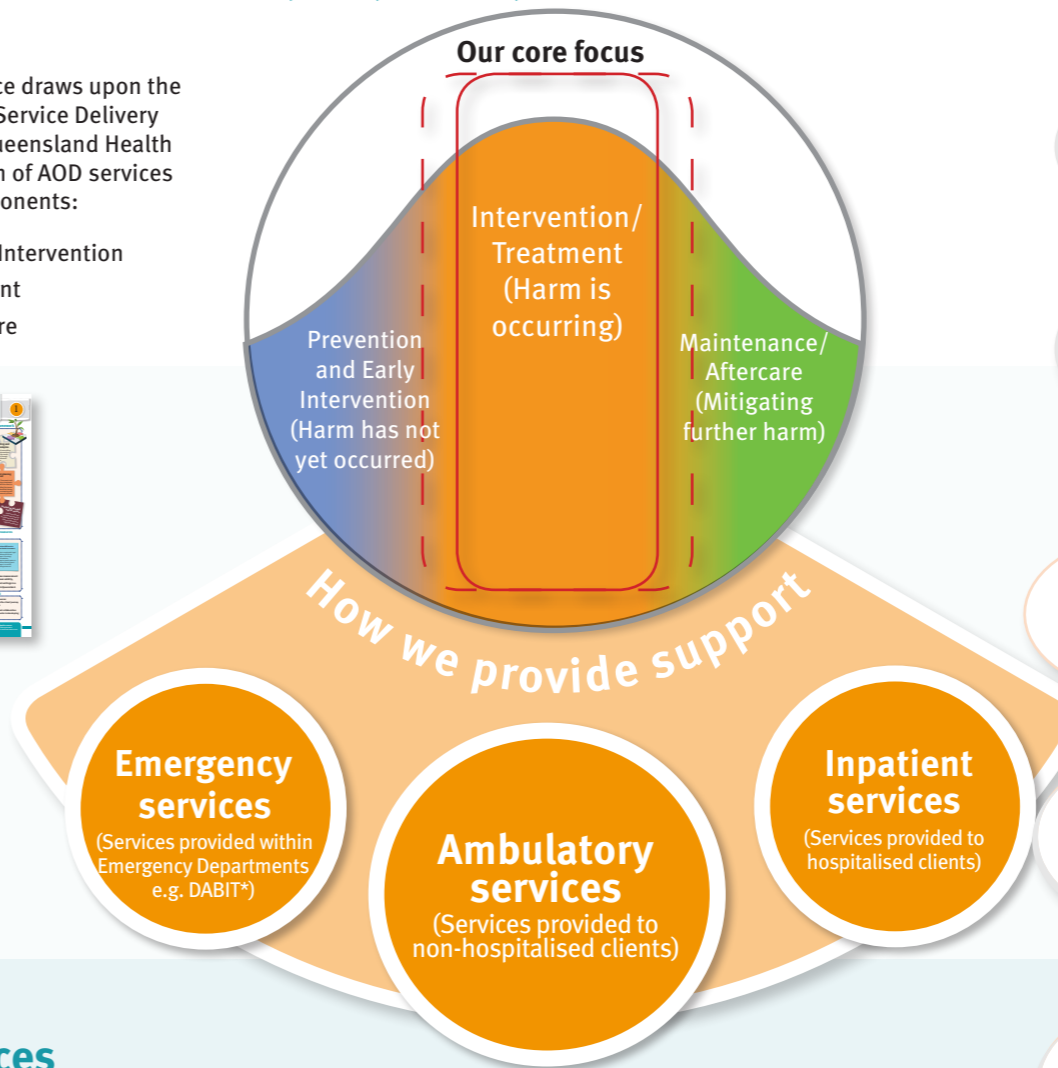 Our core focus
ce draws upon the
Service Delivery
ueensland Health
n of AOD services
ponents:
Intervention
nt
re
Intervention/
Treatment
(Harm is
occurring)
Prevention
and Early
Intervention
(Harm has not
yet occurred)
Maintenance/
Aftercare
(Mitigating
further harm)
1
How we provide support
Emergency
services
(Services provided within
Emergency Departments
e.g. DABIT*)
Ambulatory
services
(Services provided to
non-hospitalised clients)
Inpatient
services
(Services provided to
hospitalised clients)
ces